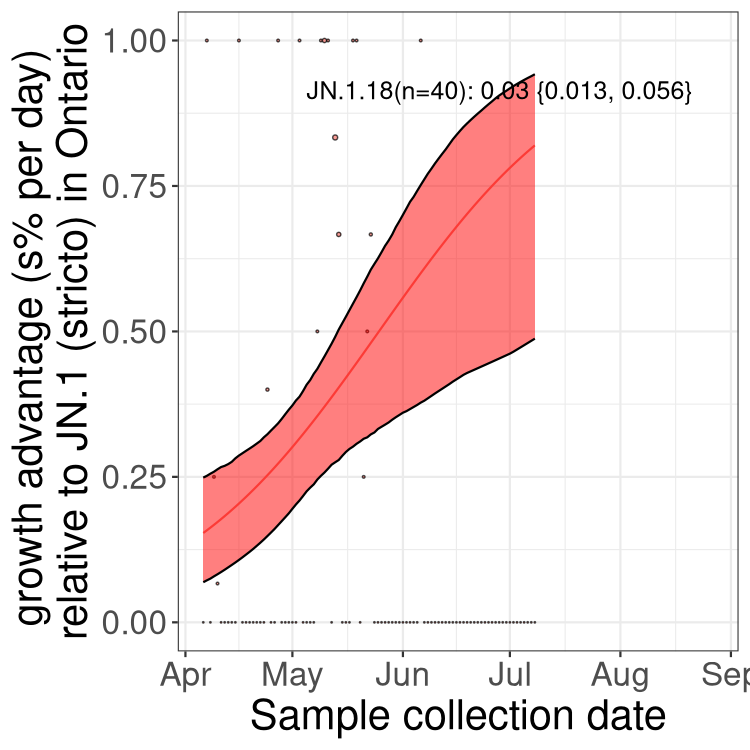 growth advantage (s% per day)
relative to JN.1 (stricto) in Ontario
1.00
0.75
0.50
0.25
0.00
JN.1.18(n=40): 0.03 {0.013, 0.056}
Apr May Jun Jul Aug Sep
Sample collection date